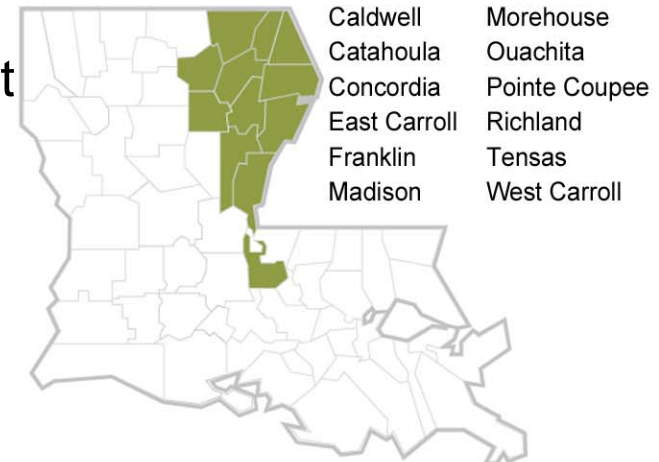 t
Caldwell Morehouse
Catahoula Ouachita
Concordia Pointe Coupee
East Carroll Richland
Franklin Tensas
Madison West Carroll